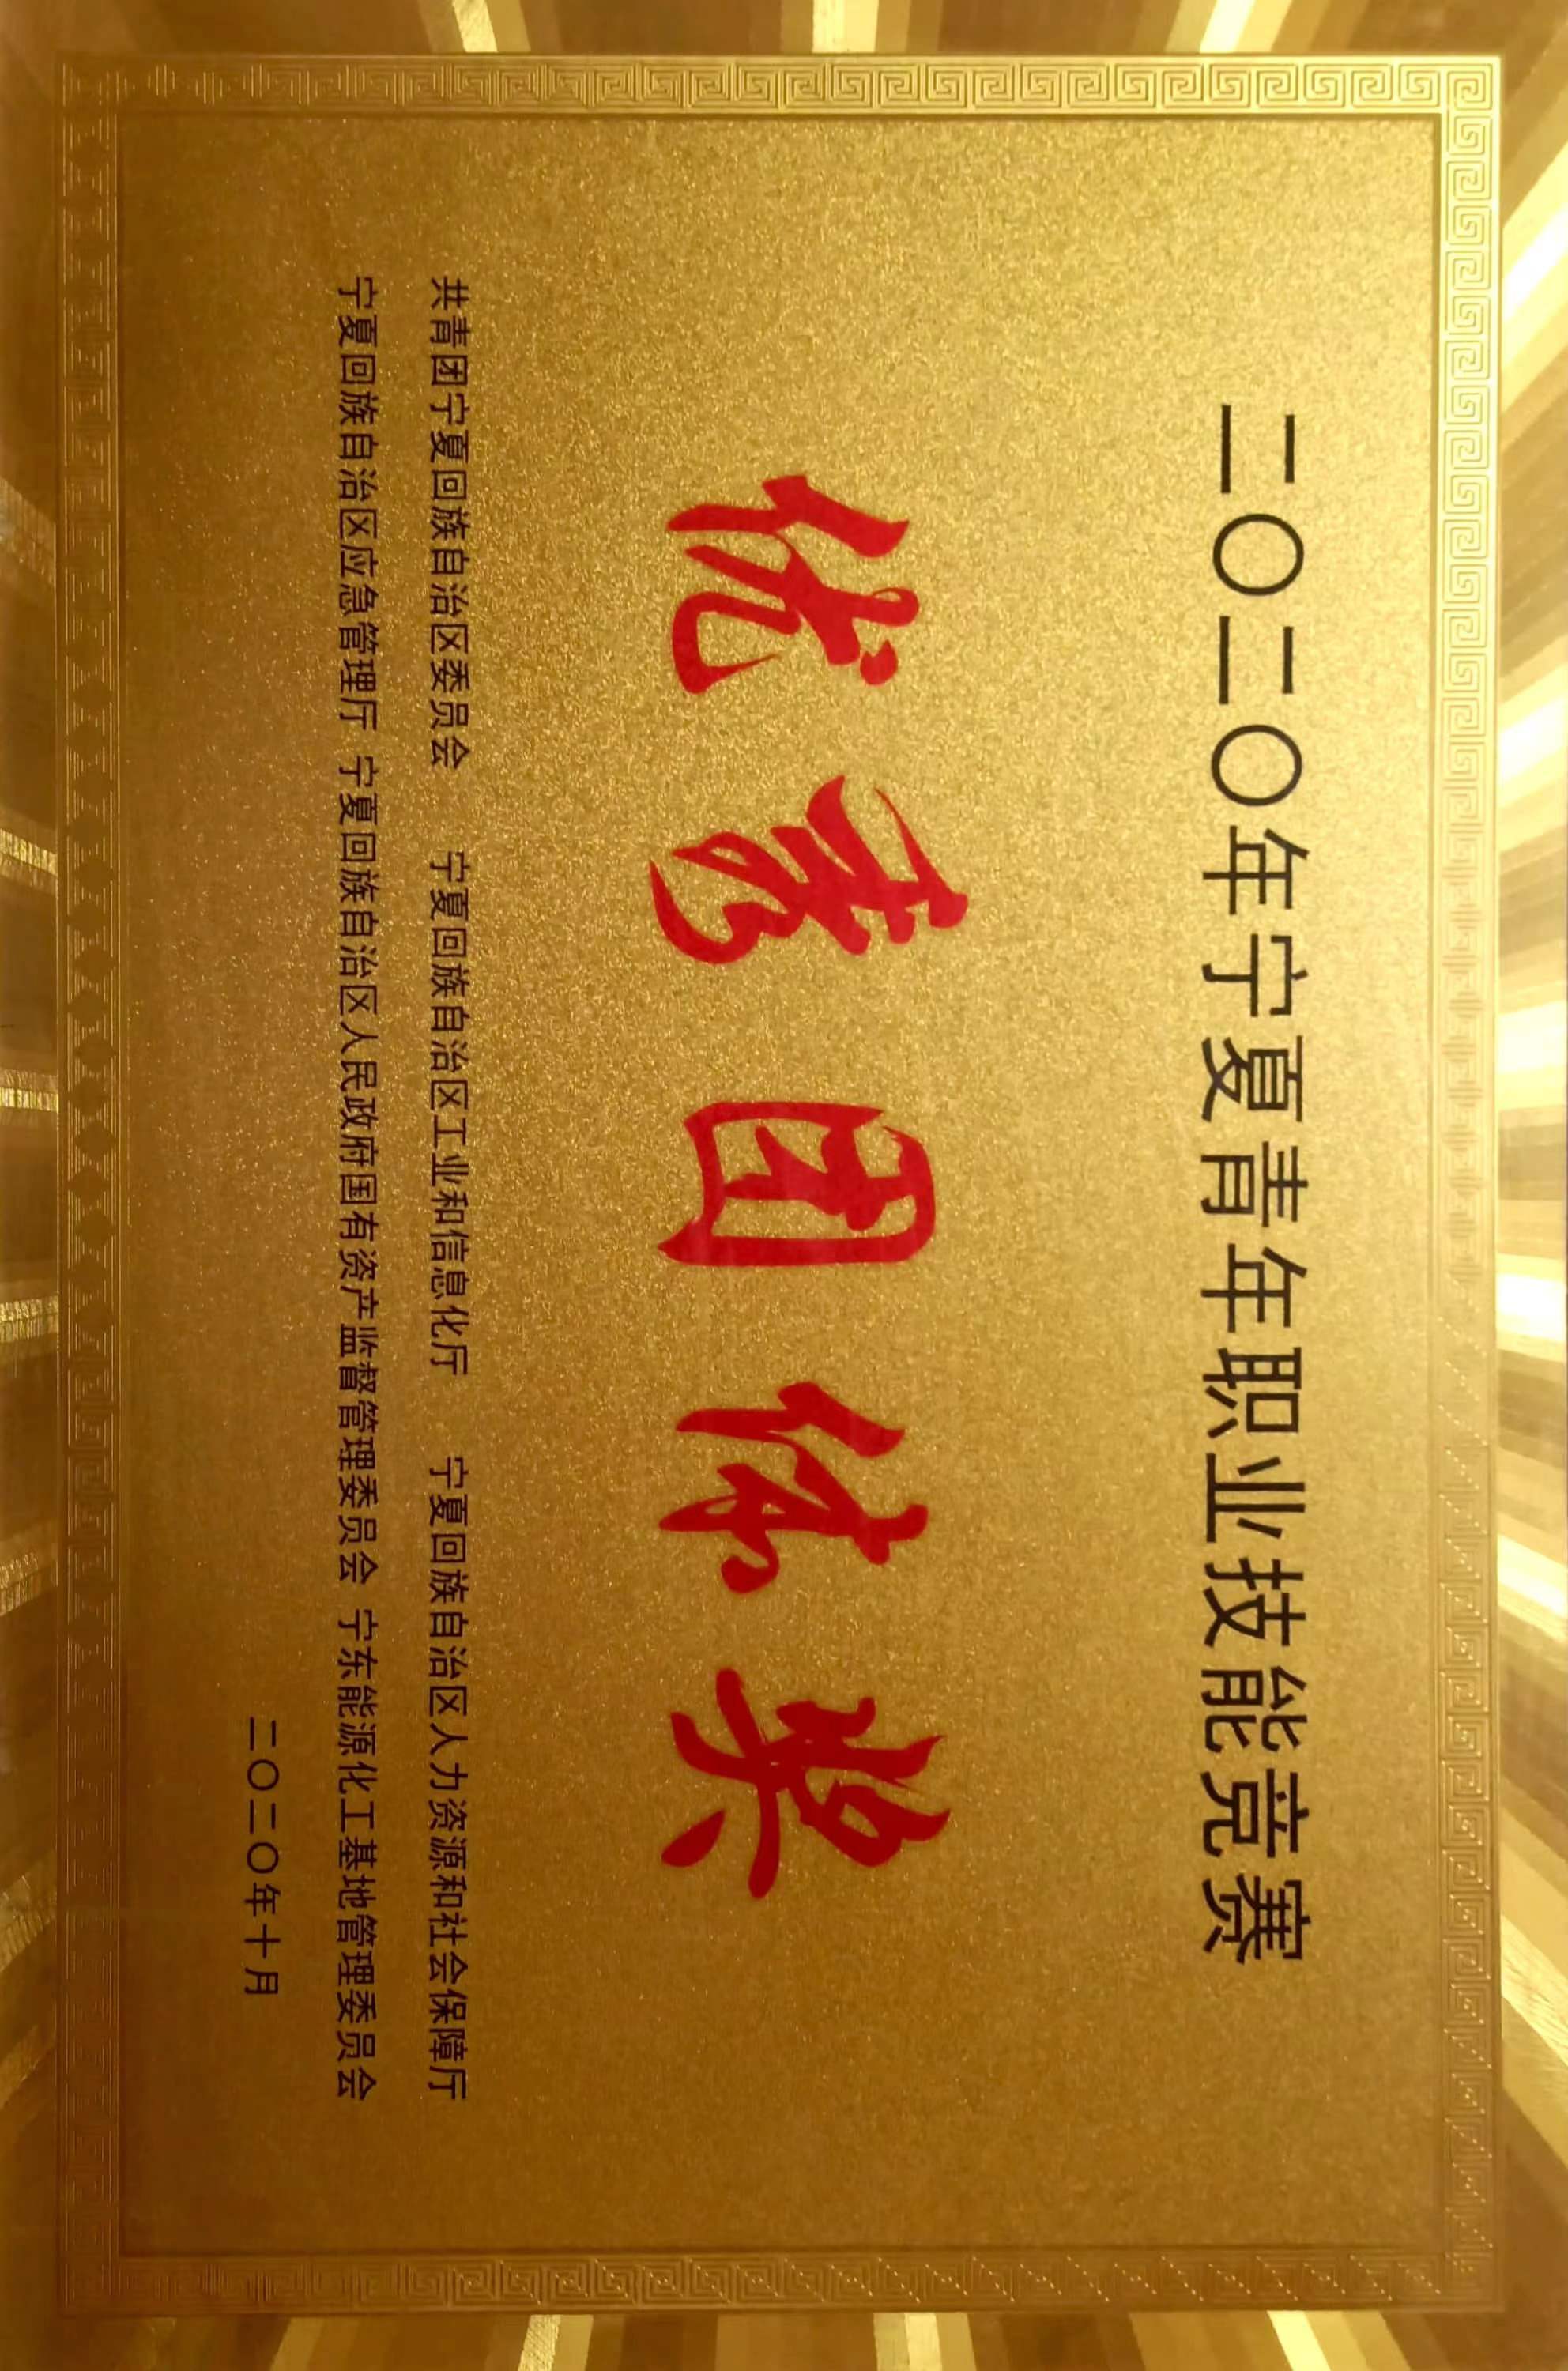 二〇二〇年宁夏青年职业技能竞赛
优秀团体奖
共青团宁夏回族自治区委员会 宁夏回族自治区工业和信息化厅 宁夏回族自治区人力资源和社会保障厅
宁夏回族自治区应急管理厅 宁夏回族自治区人民政府国有资产监督管理委员会 宁东能源化工基地管理委员会
二〇二〇年十月